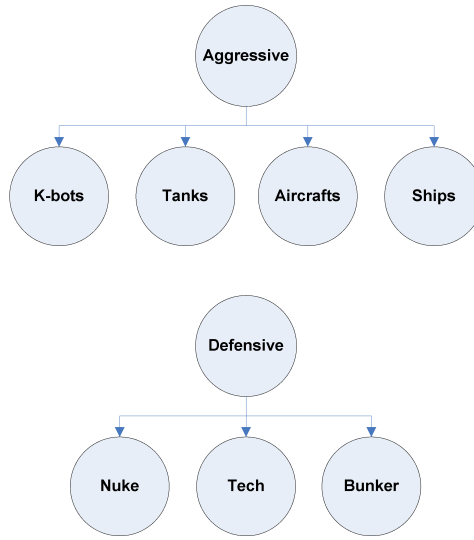 Aggressive
K-bots
Tanks
Aircrafts
Ships
Defensive
Nuke
Tech
Bunker